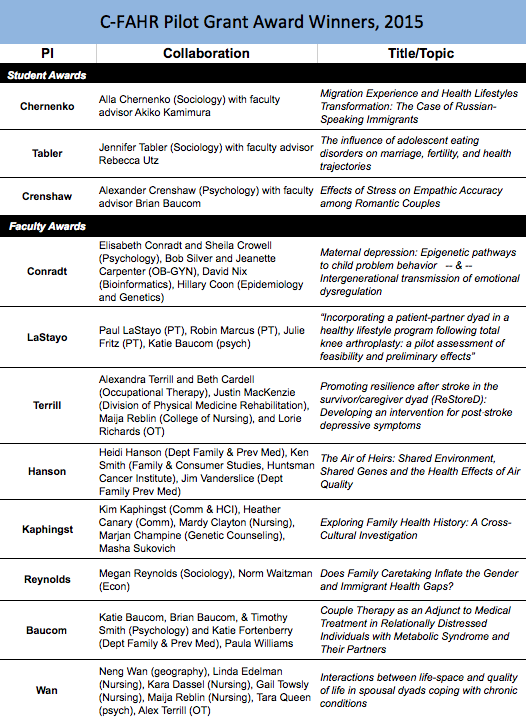 C-FAHR Pilot Grant Award Winners, 2015
PI Collaboration Title/Topic
Student Awards
Chernenko
Alla Chernenko (Sociology) with faculty
advisor Akiko Kamimura
Migration Experience and Health Lifestyles
Transformation: The Case of Russian-
Speaking Immigrants
Tabler
Jennifer Tabler (Sociology) with faculty advisor
Rebecca Utz
The influence of adolescent eating
disorders on marriage, fertility, and health
trajectories
Crenshaw
Alexander Crenshaw (Psychology) with faculty
advisor Brian Baucom
Effects of Stress on Empathic Accuracy
among Romantic Couples
Faculty Awards
Conradt
Elisabeth Conradt and Sheila Crowell
(Psychology), Bob Silver and Jeanette
Carpenter (OB-GYN), David Nix
(Bioinformatics), Hillary Coon (Epidemiology
and Genetics)
Maternal depression: Epigenetic pathways
to child problem behavior -- & --
Intergenerational transmission of emotional
dysregulation
LaStayo
Paul LaStayo (PT), Robin Marcus (PT), Julie
Fritz (PT), Katie Baucom (psych)
“Incorporating a patient-partner dyad in a
healthy lifestyle program following total
knee arthroplasty: a pilot assessment of
feasibility and preliminary effects”
Terrill
Alexandra Terrill and Beth Cardell
(Occupational Therapy), Justin MacKenzie
(Division of Physical Medicine Rehabilitation),
Maija Reblin (College of Nursing), and Lorie
Richards (OT)
Promoting resilience after stroke in the
survivor/caregiver dyad (ReStoreD):
Developing an intervention for post-stroke
depressive symptoms
Hanson
Heidi Hanson (Dept Family & Prev Med), Ken
Smith (Family & Consumer Studies, Huntsman
Cancer Institute), Jim Vanderslice (Dept
Family Prev Med)
The Air of Heirs: Shared Environment,
Shared Genes and the Health Effects of Air
Quality
Kaphingst
Kim Kaphingst (Comm & HCI), Heather
Canary (Comm), Mardy Clayton (Nursing),
Marjan Champine (Genetic Counseling),
Masha Sukovich
Exploring Family Health History: A Cross-
Cultural Investigation
Reynolds
Megan Reynolds (Sociology), Norm Waitzman
(Econ)
Does Family Caretaking Inflate the Gender
and Immigrant Health Gaps?
Baucom
Katie Baucom, Brian Baucom, & Timothy
Smith (Psychology) and Katie Fortenberry
(Dept Family & Prev Med), Paula Williams
Couple Therapy as an Adjunct to Medical
Treatment in Relationally Distressed
Individuals with Metabolic Syndrome and
Their Partners
Wan
Neng Wan (geography), Linda Edelman
(Nursing), Kara Dassel (Nursing), Gail Towsly
(Nursing), Maija Reblin (Nursing), Tara Queen
(psych), Alex Terrill (OT)
Interactions between life-space and quality
of life in spousal dyads coping with chronic
conditions